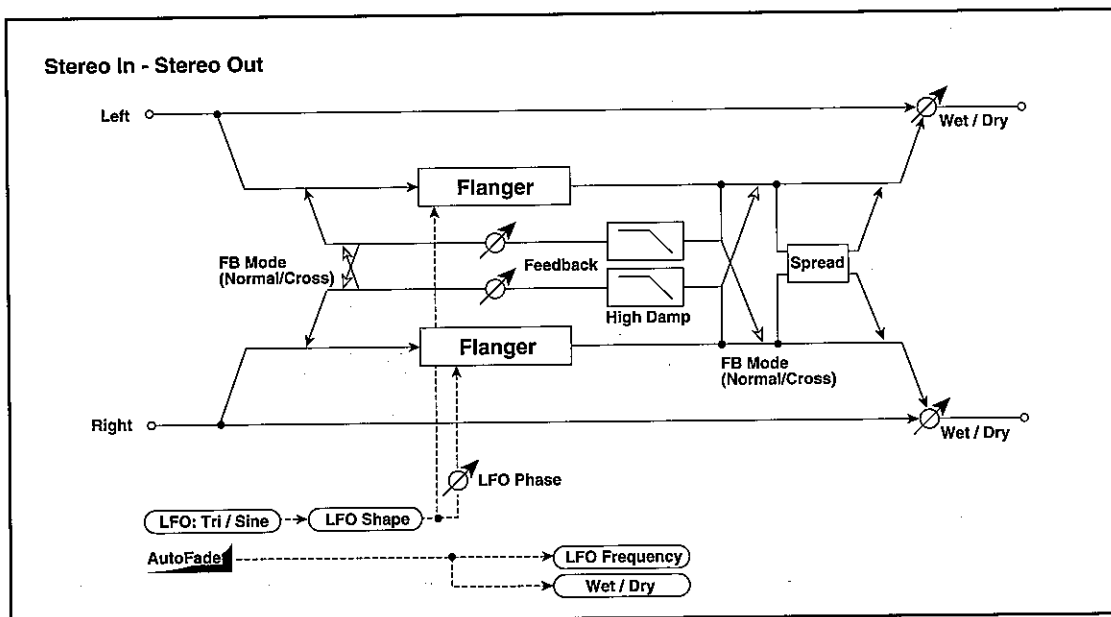 Stereo In - Stereo Out
Left
Wet / Dry
Flanger
FB Mode
(Normal/Cross)
Feedback
Spread
High Damp
Flanger
FB Mode
(Normal/Cross)
Right
Wet / Dry
LFO Phase
LFO: Tri / Sine
LFO Shape
AutoFade
LFO Frequency
Wet / Dry